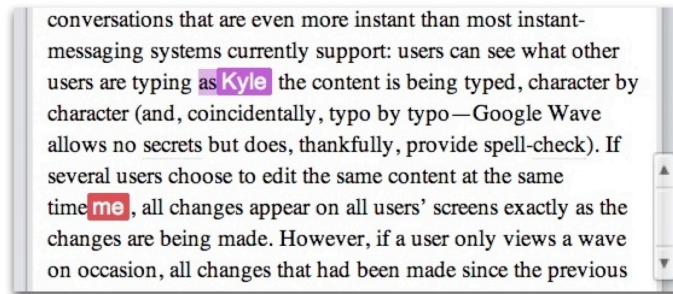 conversations that are even more instant than most instant-
messaging systems currently support: users can see what other
users are typing as Kyle the content is being typed, character by
character (and, coincidentally, typo by typo—Google Wave
allows no secrets but does, thankfully, provide spell-check). If
several users choose to edit the same content at the same
time me , all changes appear on all users’ screens exactly as the
changes are being made. However, if a user only views a wave
on occasion, all changes that had been made since the previous